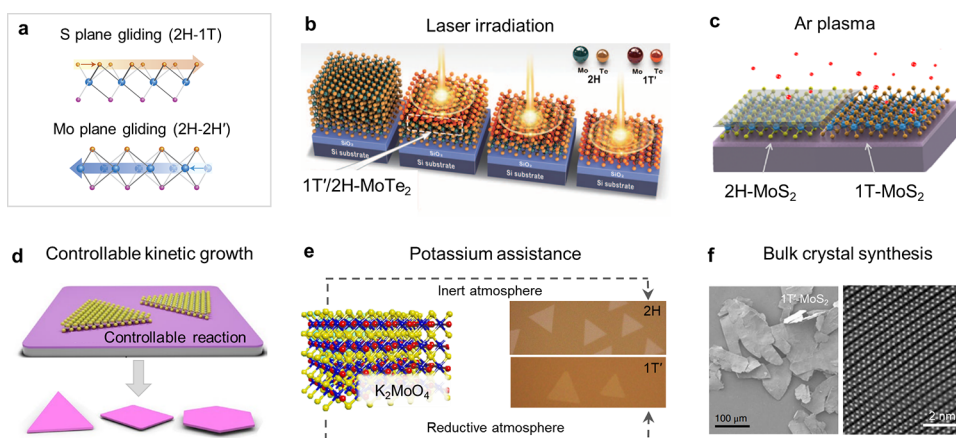 a
S plane gliding (2H-1T)
Mo plane gliding (2H-2H′)
b
Laser irradiation
Mo
Te
2H
Mo
Te
1T′
SiO₂
Si substrate
SiO₂
Si substrate
SiO₂
Si substrate
SiO₂
Si substrate
1T′/2H-MoTe₂
c
Ar plasma
2H-MoS₂
1T-MoS₂
d
Controllable kinetic growth
Controllable reaction
e
Potassium assistance
Inert atmosphere
2H
1T′
K₂MoO₄
Reductive atmosphere
f
Bulk crystal synthesis
1T′-MoS₂
100 μm
2 nm